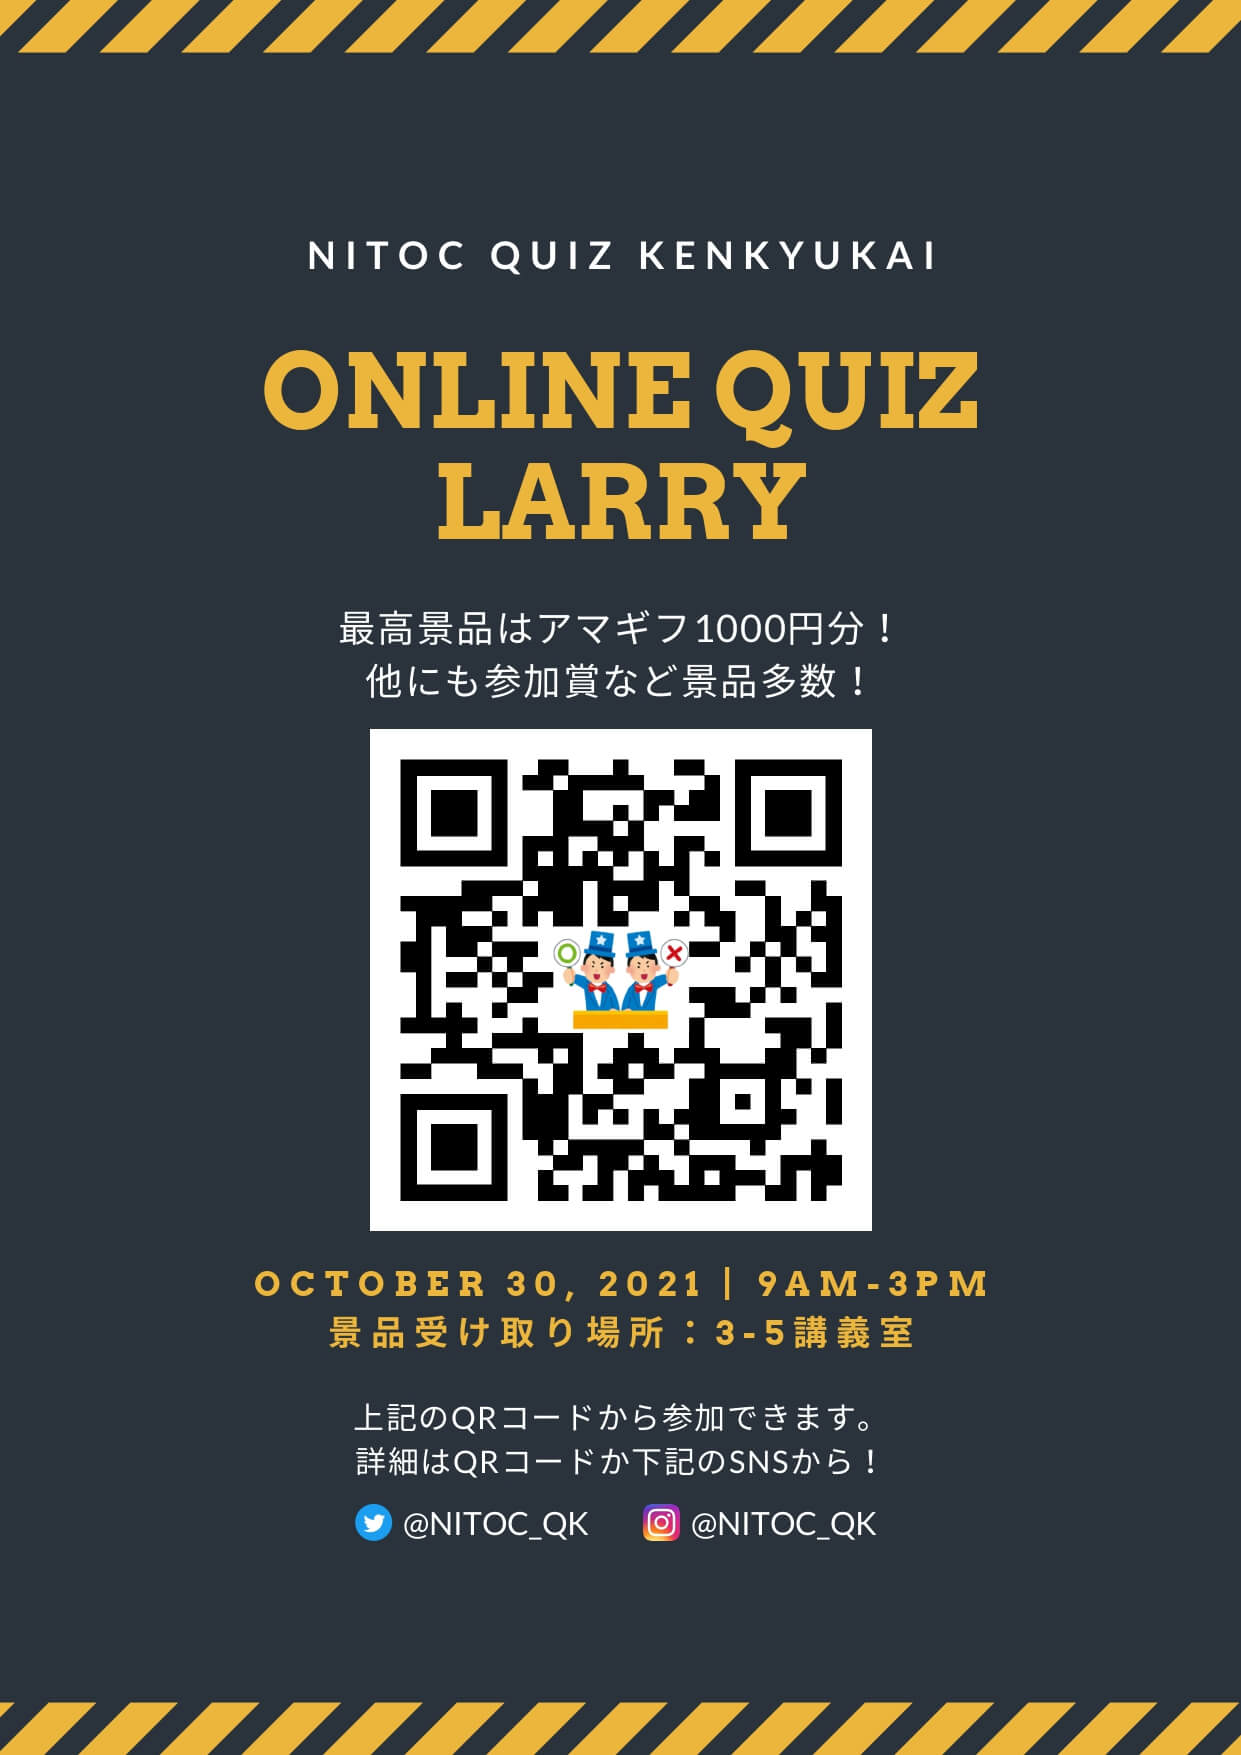 NITOC QUIZ KENKYUKAI
ONLINE QUIZ
LARRY
最高景品はアマギフ1000円分！
他にも参加賞など景品多数！
OCTOBER 30, 2021 | 9AM-3PM
景品受け取り場所：3-5講義室
上記のQRコードから参加できます。
詳細はQRコードか下記のSNSから！
@NITOC_QK @NITOC_QK